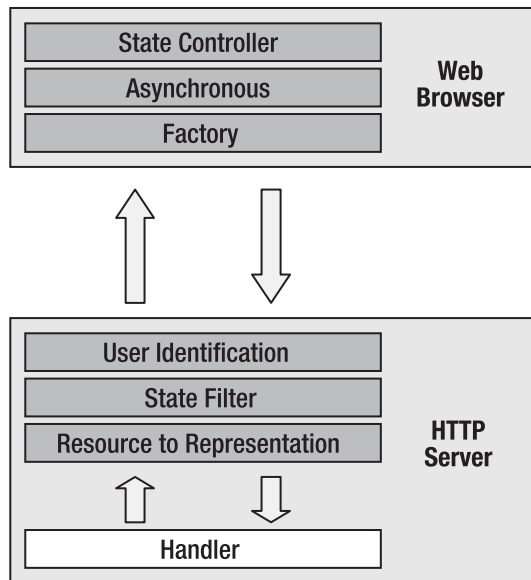 State Controller
Asynchronous
Factory
Web
Browser
User Identification
State Filter
Resource to Representation
Handler
HTTP
Server